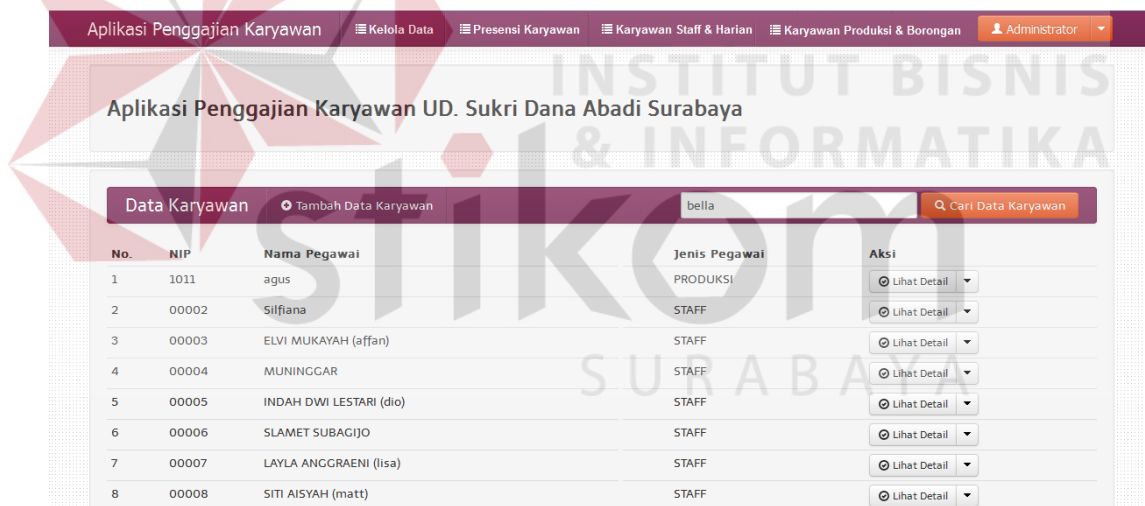 Aplikasi Penggajian Karyawan Kelola Data Presensi Karyawan Karyawan Staff & Harian Karyawan Produksi & Borongan Administrator
INSTITUT BISNIS
Aplikasi Penggajian Karyawan UD. Sukri Dana Abadi Surabaya
& INFORMATIKA
stikom
Data Karyawan Tambah Data Karyawan bella Cari Data Karyawan
No. NIP Nama Pegawai Jenis Pegawai Aksi
1 1011 agus PRODUKSI Lihat Detail
2 00002 Silfiana STAFF Lihat Detail
3 00003 ELVI MUKAYAH (affan) STAFF Lihat Detail
SURABAYA
4 00004 MUNINGGAR STAFF Lihat Detail
5 00005 INDAH DWI LESTARI (dio) STAFF Lihat Detail
6 00006 SLAMET SUBAGIJO STAFF Lihat Detail
7 00007 LAYLA ANGGRAENI (lisa) STAFF Lihat Detail
8 00008 SITI AISYAH (matt) STAFF Lihat Detail